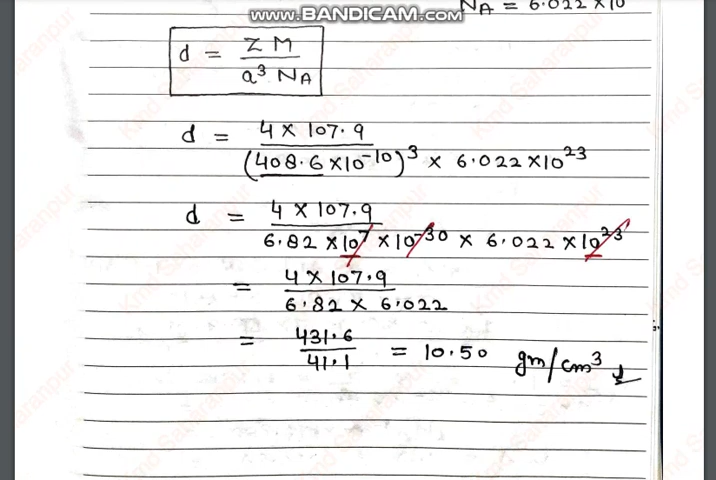 WWW.BANDICAM.COM
NA = 6.022 × 10
d = Z M / a³ NA
d = 4 × 107.9 / (408.6 × 10⁻¹⁰)³ × 6.022 × 10²³
d = 4 × 107.9 / 6.82 × 10⁷ × 10⁻³⁰ × 6.022 × 10²³
= 4 × 107.9 / 6.82 × 6.022
= 431.6 / 41.1 = 10.50 gm/cm³